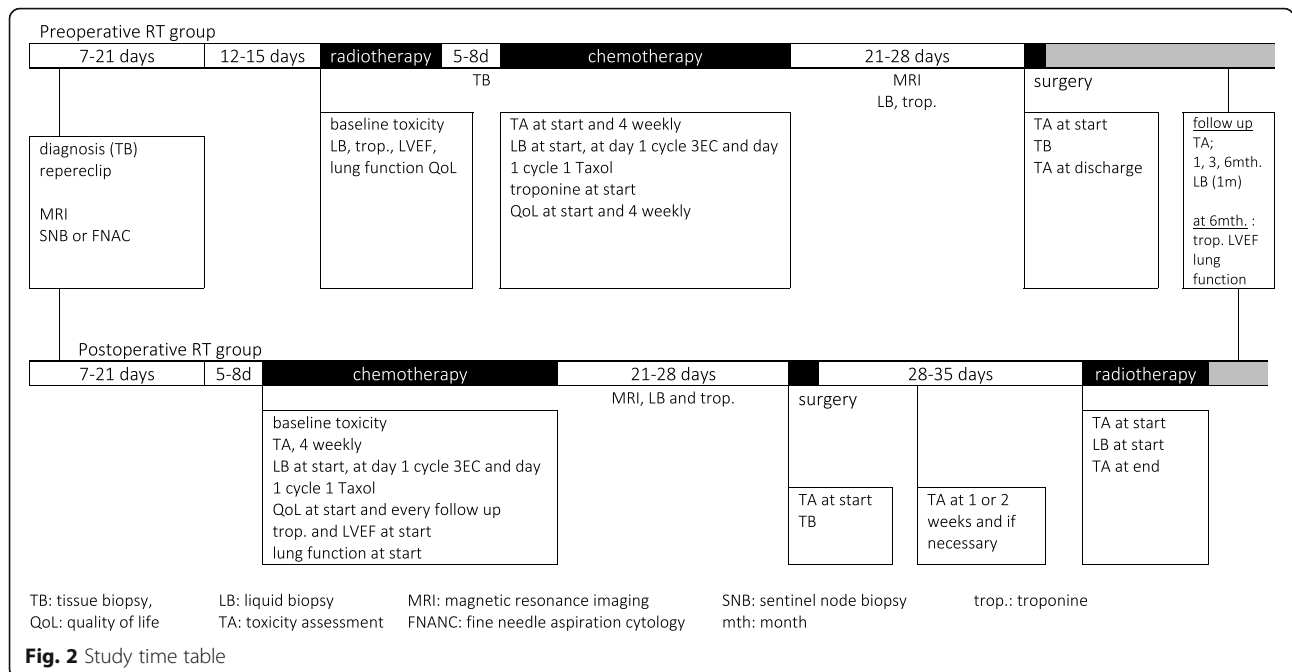 Preoperative RT group
7-21 days 12-15 days radiotherapy 5-8d chemotherapy 21-28 days
TB
MRI
LB, trop.
surgery
diagnosis (TB)
repereclip
MRI
SNB or FNAC
baseline toxicity
LB, trop., LVEF,
lung function QoL
TA at start and 4 weekly
LB at start, at day 1 cycle 3EC and day
1 cycle 1 Taxol
troponine at start
QoL at start and 4 weekly
TA at start
TB
TA at discharge
follow up
TA;
1, 3, 6mth.
LB (1m)
at 6mth. :
trop. LVEF
lung
function
Postoperative RT group
7-21 days 5-8d chemotherapy 21-28 days 28-35 days radiotherapy
MRI, LB and trop.
surgery
baseline toxicity
TA, 4 weekly
LB at start, at day 1 cycle 3EC and day
1 cycle 1 Taxol
QoL at start and every follow up
trop. and LVEF at start
lung function at start
TA at start
TB
TA at 1 or 2
weeks and if
necessary
TA at start
LB at start
TA at end
TB: tissue biopsy, LB: liquid biopsy MRI: magnetic resonance imaging SNB: sentinel node biopsy trop.: troponine
QoL: quality of life TA: toxicity assessment FNANC: fine needle aspiration cytology mth: month
Fig. 2 Study time table